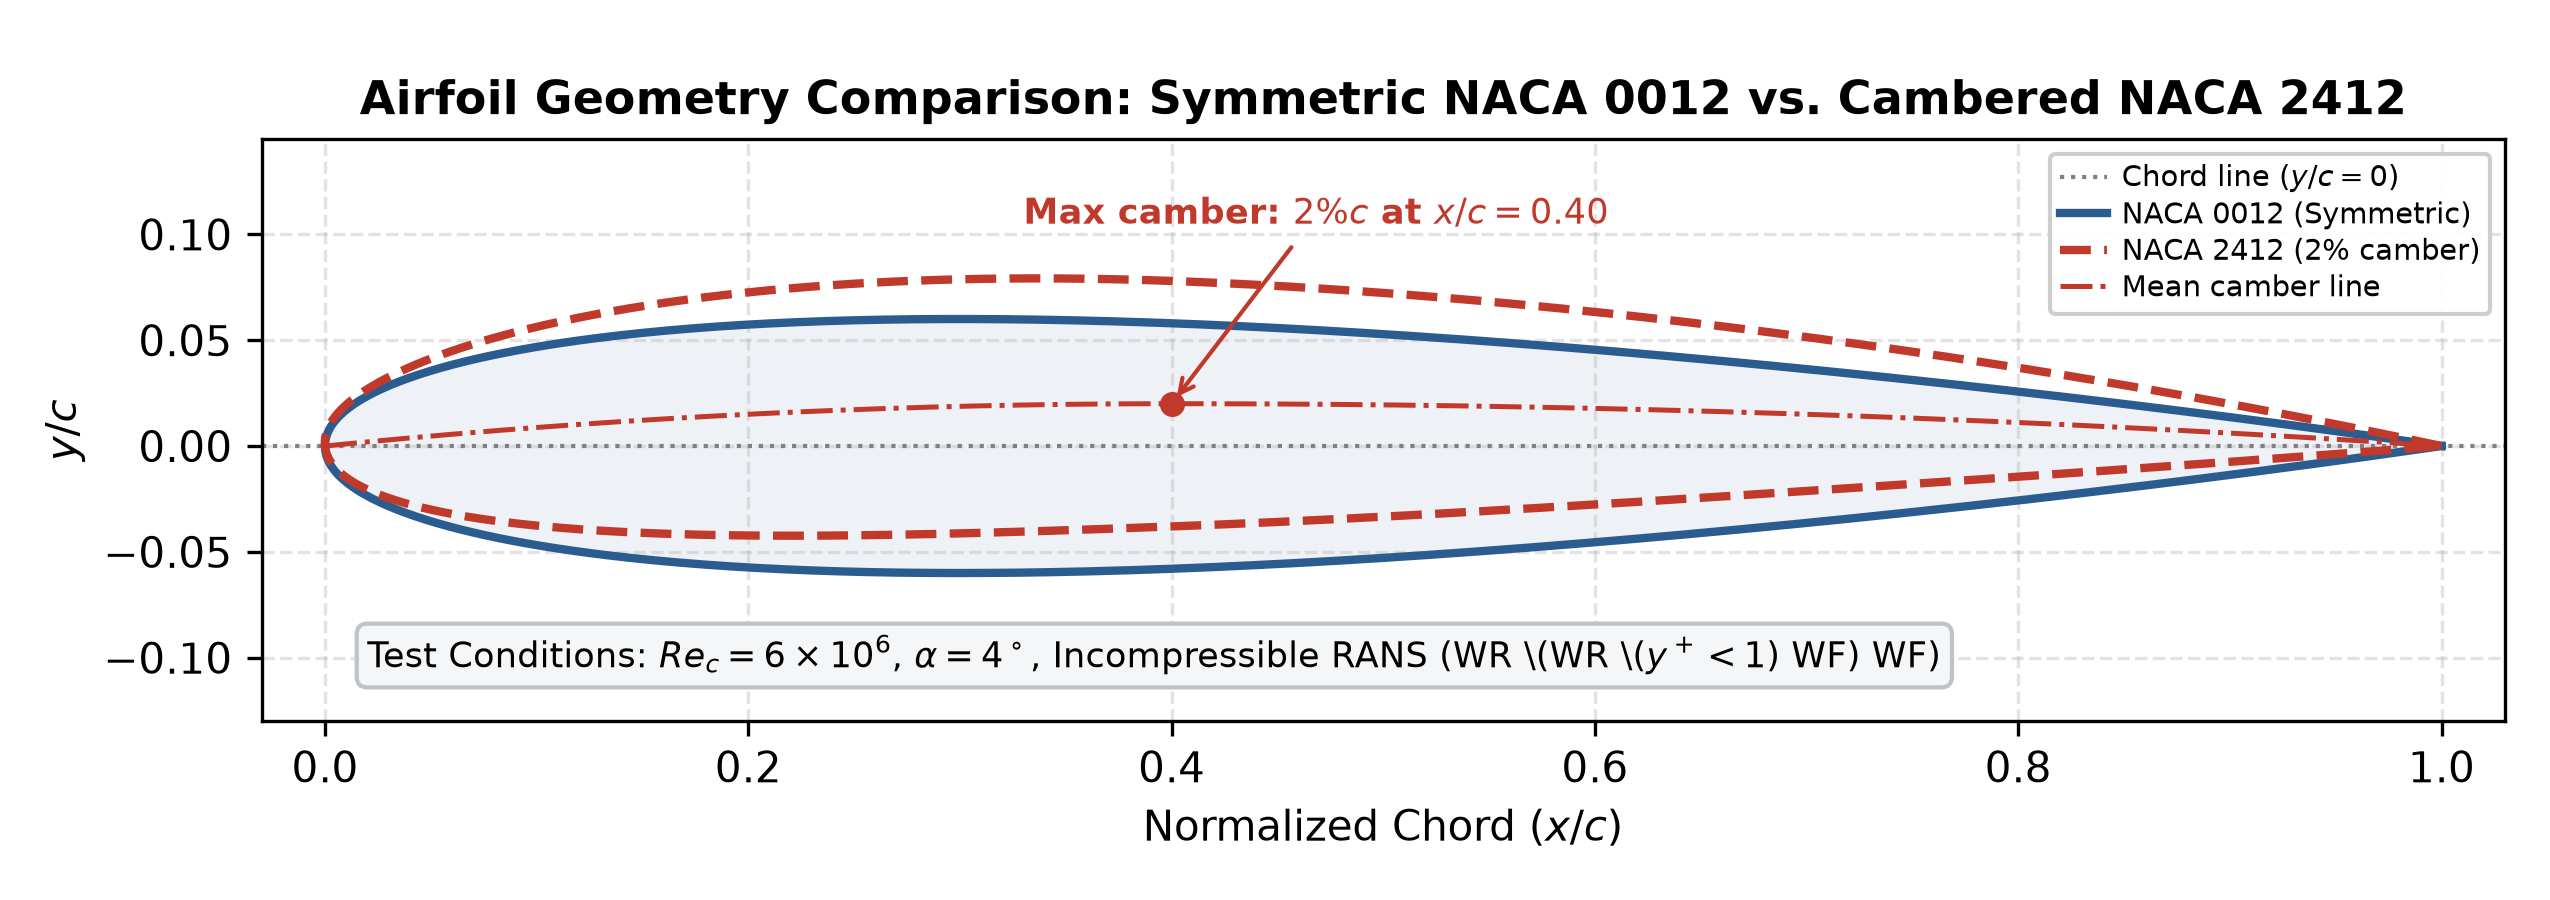 Airfoil Geometry Comparison: Symmetric NACA 0012 vs. Cambered NACA 2412
Chord line (y/c = 0)
NACA 0012 (Symmetric)
NACA 2412 (2% camber)
Mean camber line
Max camber: 2%c at x/c = 0.40
y/c
0.10
0.05
0.00
−0.05
−0.10
Test Conditions: Re_c = 6 × 10⁶, α = 4°, Incompressible RANS (WR \(WR \(y⁺ < 1) WF) WF)
0.0 0.2 0.4 0.6 0.8 1.0
Normalized Chord (x/c)